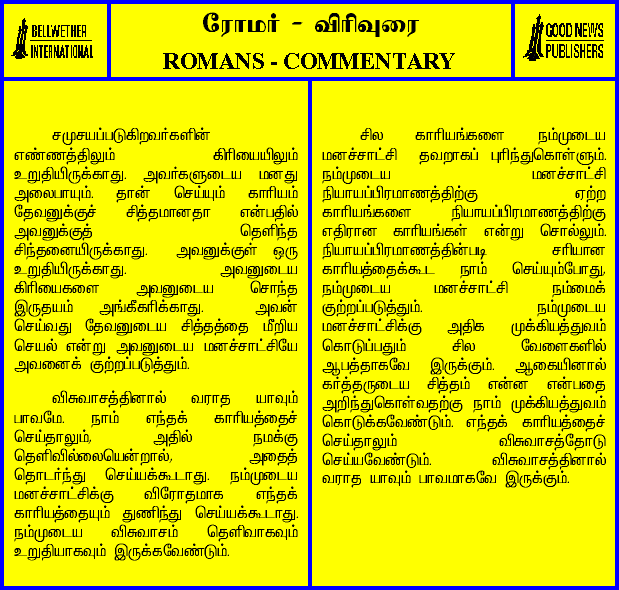 BELLWETHER
INTERNATIONAL
ரோமர் - விரிவுரை
ROMANS - COMMENTARY
GOOD NEWS
PUBLISHERS
சமுசயப்படுகிறவர்களின்
எண்ணத்திலும் கிரியையிலும்
உறுதியிருக்காது. அவர்களுடைய மனது
அலைபாயும். தான் செய்யும் காரியம்
தேவனுக்குச் சித்தமானதா என்பதில்
அவனுக்குத் தெளிந்த
சிந்தனையிருக்காது. அவனுக்குள் ஒரு
உறுதியிருக்காது. அவனுடைய
கிரியைகளை அவனுடைய சொந்த
இருதயம் அங்கீகரிக்காது. அவன்
செய்வது தேவனுடைய சித்தத்தை மீறிய
செயல் என்று அவனுடைய மனச்சாட்சியே
அவனைக் குற்றப்படுத்தும்.
விசுவாசத்தினால் வராத யாவும்
பாவமே. நாம் எந்தக் காரியத்தைச்
செய்தாலும், அதில் நமக்கு
தெளிவில்லையென்றால், அதைத்
தொடர்ந்து செய்யக்கூடாது. நம்முடைய
மனச்சாட்சிக்கு விரோதமாக எந்தக்
காரியத்தையும் துணிந்து செய்யக்கூடாது.
நம்முடைய விசுவாசம் தெளிவாகவும்
உறுதியாகவும் இருக்கவேண்டும்.
சில காரியங்களை நம்முடைய
மனச்சாட்சி தவறாகப் புரிந்துகொள்ளும்.
நம்முடைய மனச்சாட்சி
நியாயப்பிரமாணத்திற்கு ஏற்ற
காரியங்களை நியாயப்பிரமாணத்திற்கு
எதிரான காரியங்கள் என்று சொல்லும்.
நியாயப்பிரமாணத்தின்படி சரியான
காரியத்தைக்கூட நாம் செய்யும்போது,
நம்முடைய மனச்சாட்சி நம்மைக்
குற்றப்படுத்தும். நம்முடைய
மனச்சாட்சிக்கு அதிக முக்கியத்துவம்
கொடுப்பதும் சில வேளைகளில்
ஆபத்தாகவே இருக்கும். ஆகையினால்
கர்த்தருடைய சித்தம் என்ன என்பதை
அறிந்துகொள்வதற்கு நாம் முக்கியத்துவம்
கொடுக்கவேண்டும். எந்தக் காரியத்தைச்
செய்தாலும் விசுவாசத்தோடு
செய்யவேண்டும். விசுவாசத்தினால்
வராத யாவும் பாவமாகவே இருக்கும்.